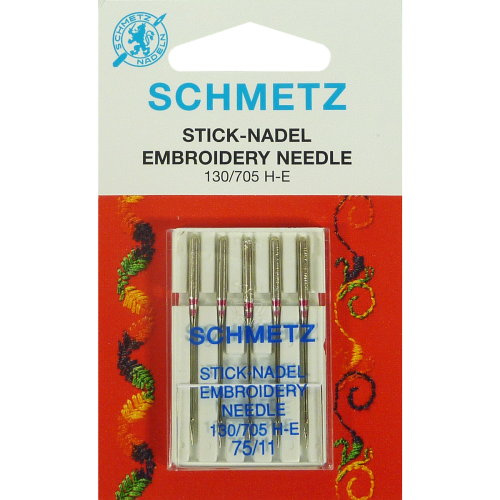 SCHMETZ
NADELN
SCHMETZ
STICK-NADEL
EMBROIDERY NEEDLE
130/705 H-E
SCHMETZ
STICK-NADEL
EMBROIDERY
NEEDLE
130/705 H-E
75/11